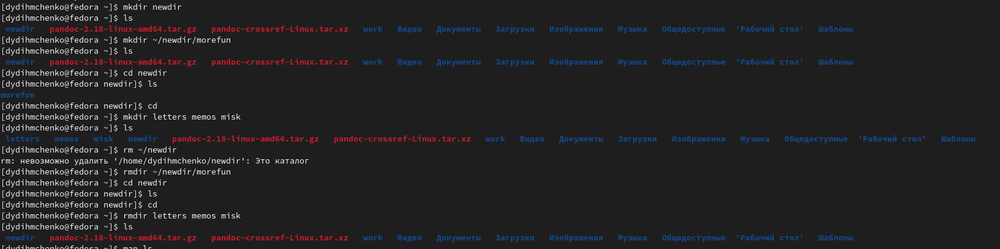 [dydihmchenko@fedora ~]$ mkdir newdir
[dydihmchenko@fedora ~]$ ls
newdir pandoc-2.18-linux-amd64.tar.gz pandoc-crossref-Linux.tar.xz work Видео Документы Загрузки Изображения Музыка Общедоступные 'Рабочий стол' Шаблоны
[dydihmchenko@fedora ~]$ mkdir ~/newdir/morefun
[dydihmchenko@fedora ~]$ ls
newdir pandoc-2.18-linux-amd64.tar.gz pandoc-crossref-Linux.tar.xz work Видео Документы Загрузки Изображения Музыка Общедоступные 'Рабочий стол' Шаблоны
[dydihmchenko@fedora ~]$ cd newdir
[dydihmchenko@fedora newdir]$ ls
morefun
[dydihmchenko@fedora newdir]$ cd
[dydihmchenko@fedora ~]$ mkdir letters memos misk
[dydihmchenko@fedora ~]$ ls
letters memos misk newdir pandoc-2.18-linux-amd64.tar.gz pandoc-crossref-Linux.tar.xz work Видео Документы Загрузки Изображения Музыка Общедоступные 'Рабочий стол' Шаблоны
[dydihmchenko@fedora ~]$ rm ~/newdir
rm: невозможно удалить '/home/dydihmchenko/newdir': Это каталог
[dydihmchenko@fedora ~]$ rmdir ~/newdir/morefun
[dydihmchenko@fedora ~]$ cd newdir
[dydihmchenko@fedora newdir]$ ls
[dydihmchenko@fedora newdir]$ cd
[dydihmchenko@fedora ~]$ rmdir letters memos misk
[dydihmchenko@fedora ~]$ ls
newdir pandoc-2.18-linux-amd64.tar.gz pandoc-crossref-Linux.tar.xz work Видео Документы Загрузки Изображения Музыка Общедоступные 'Рабочий стол' Шаблоны
[dydihmchenko@fedora ~]$ man ls